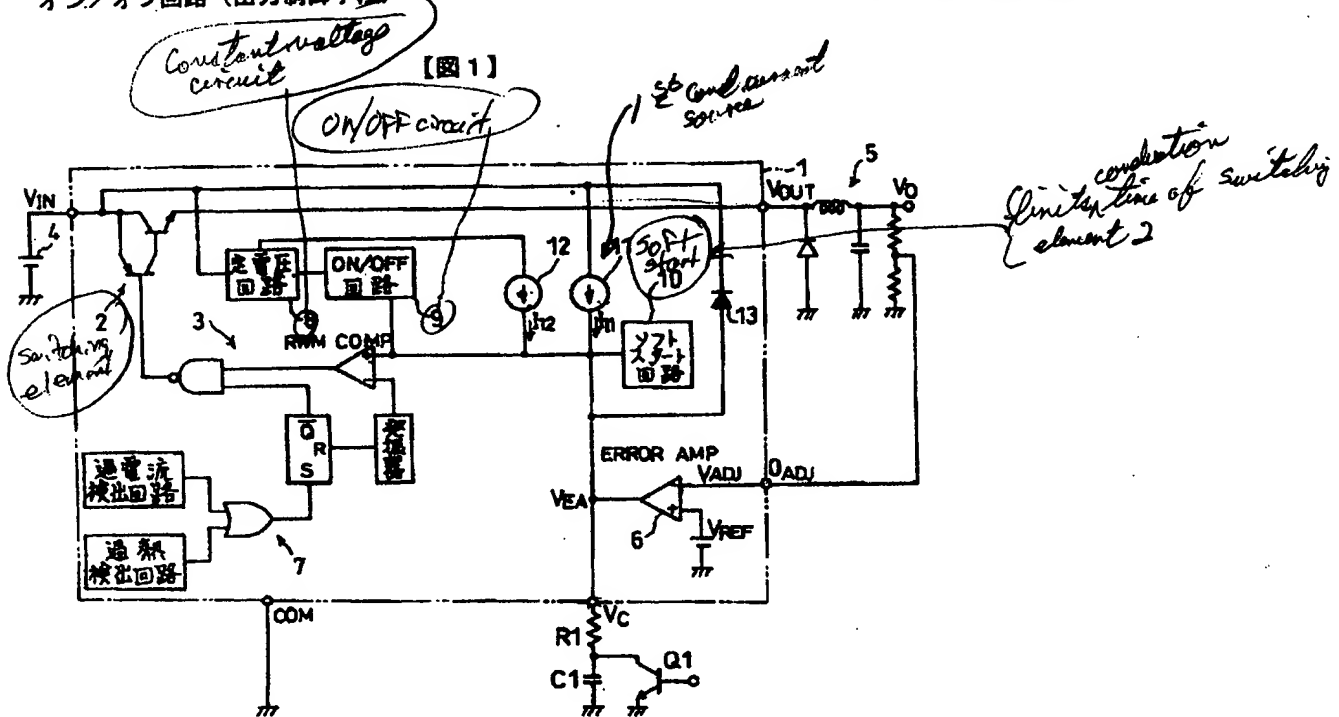 オン／オフ回路（出力制御手段
Constant voltage
circuit
【図1】
ON/OFF circuit
1st
source
conduction
limits time of switching
element 2
1
5
VIN
VOUT
VO
4
2
switching
element
3
定電圧
回路
8
ON/OFF
回路
9
12
I12
11
I11
soft
start
10
ソフト
スタート
回路
13
PWM COMP
Q
R
S
発振器
過電流
検出回路
過熱
検出回路
7
ERROR AMP
VADJ
OADJ
VEA
6
VREF
COM
VC
R1
C1
Q1